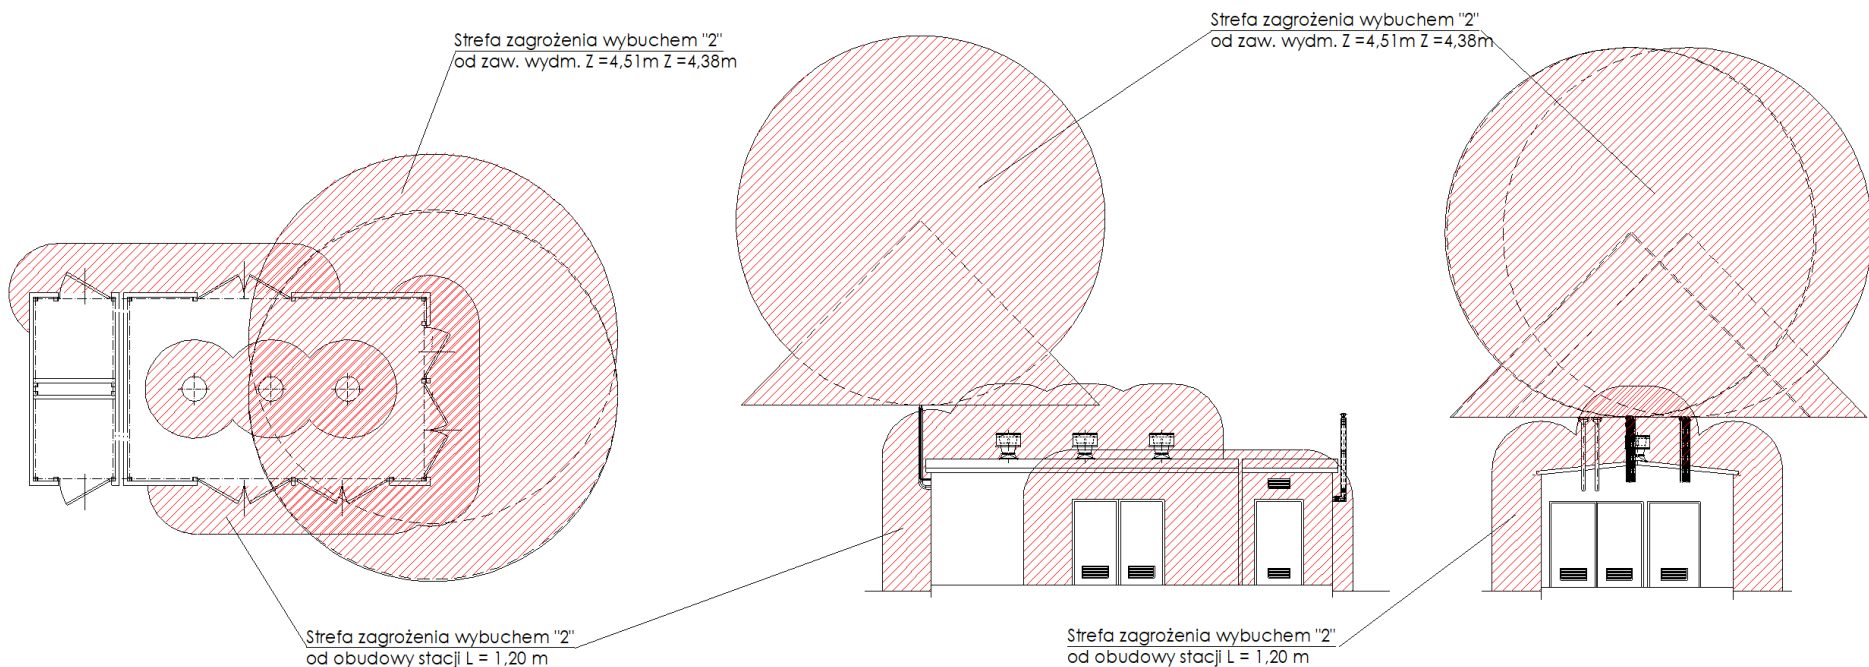 Strefa zagrożenia wybuchem "2"
od zaw. wydm. Z =4,51m Z =4,38m
Strefa zagrożenia wybuchem "2"
od zaw. wydm. Z =4,51m Z =4,38m
Strefa zagrożenia wybuchem "2"
od obudowy stacji L = 1,20 m
Strefa zagrożenia wybuchem "2"
od obudowy stacji L = 1,20 m